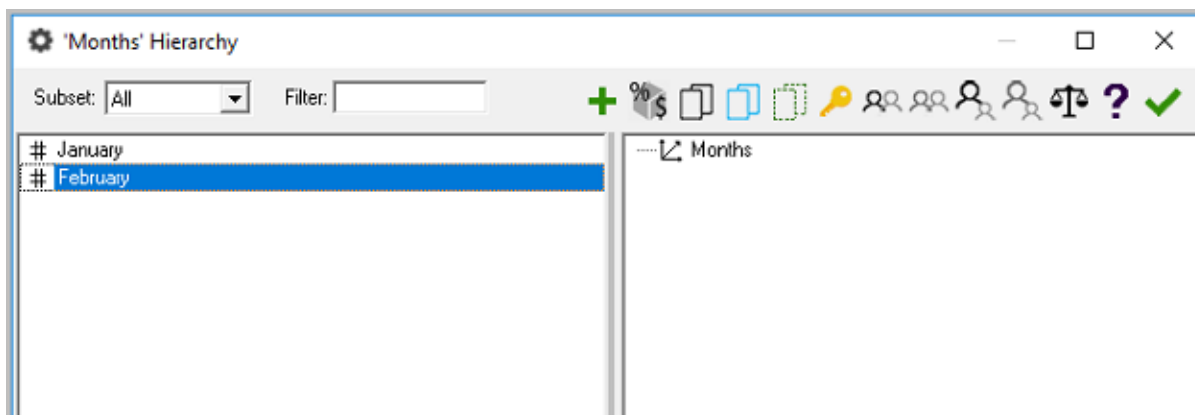 'Months' Hierarchy
Subset: All Filter: % $ ?
# January
# February
Months